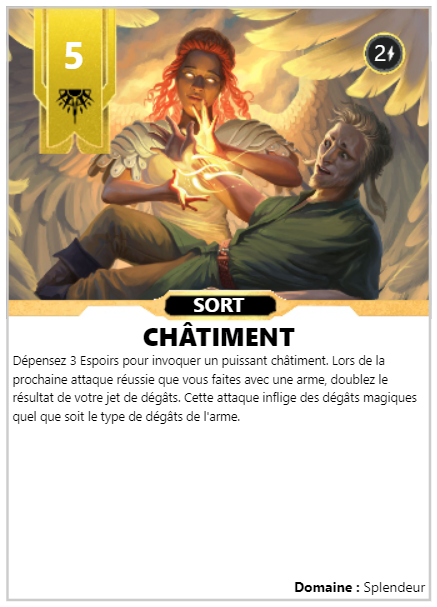 5
2
SORT
CHÂTIMENT
Dépensez 3 Espoirs pour invoquer un puissant châtiment. Lors de la
prochaine attaque réussie que vous faites avec une arme, doublez le
résultat de votre jet de dégâts. Cette attaque inflige des dégâts magiques
quel que soit le type de dégâts de l'arme.
Domaine : Splendeur